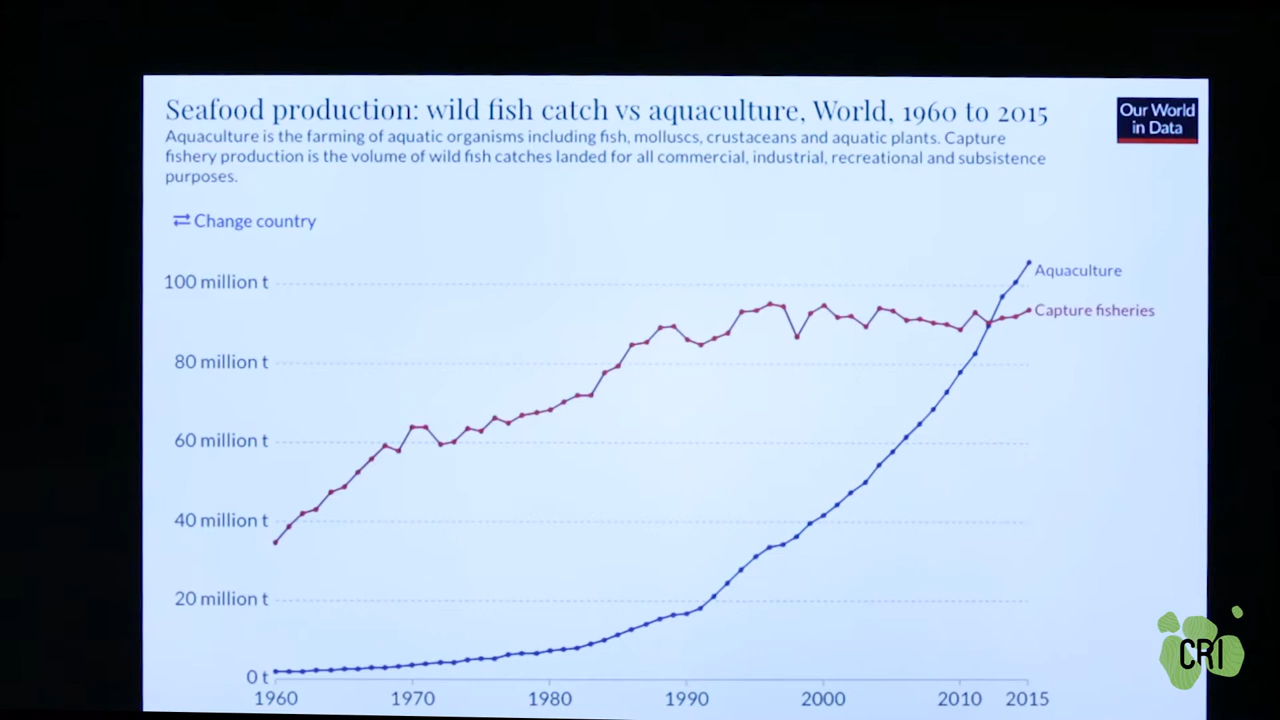 Seafood production: wild fish catch vs aquaculture, World, 1960 to 2015
Our World
in Data
Aquaculture is the farming of aquatic organisms including fish, molluscs, crustaceans and aquatic plants. Capture
fishery production is the volume of wild fish catches landed for all commercial, industrial, recreational and subsistence
purposes.
⇄ Change country
100 million t
Aquaculture
Capture fisheries
80 million t
60 million t
40 million t
20 million t
0 t
1960 1970 1980 1990 2000 2010 2015
CRI